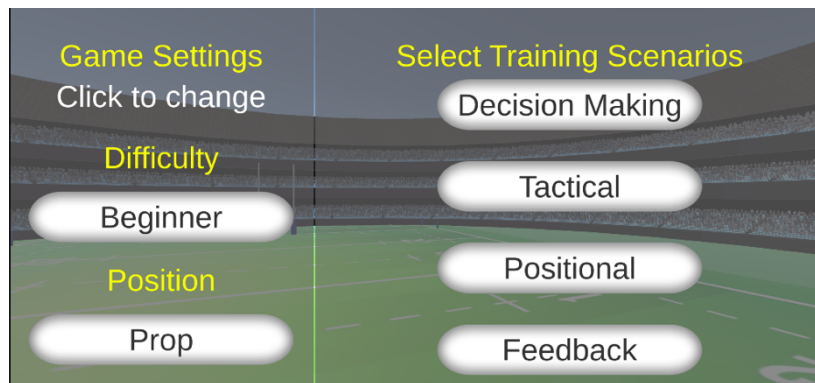 Game Settings
Click to change
Difficulty
Beginner
Position
Prop
Select Training Scenarios
Decision Making
Tactical
Positional
Feedback